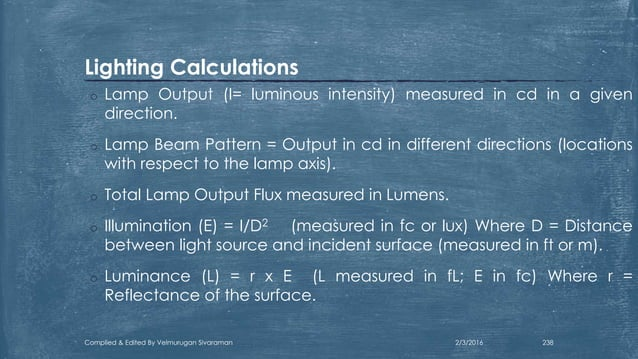 Lighting Calculations
o Lamp Output (I= luminous intensity) measured in cd in a given
direction.
o Lamp Beam Pattern = Output in cd in different directions (locations
with respect to the lamp axis).
o Total Lamp Output Flux measured in Lumens.
o Illumination (E) = I/D² (measured in fc or lux) Where D = Distance
between light source and incident surface (measured in ft or m).
o Luminance (L) = r x E (L measured in fL; E in fc) Where r =
Reflectance of the surface.
Complied & Edited By Velmurugan Sivaraman 2/3/2016 238